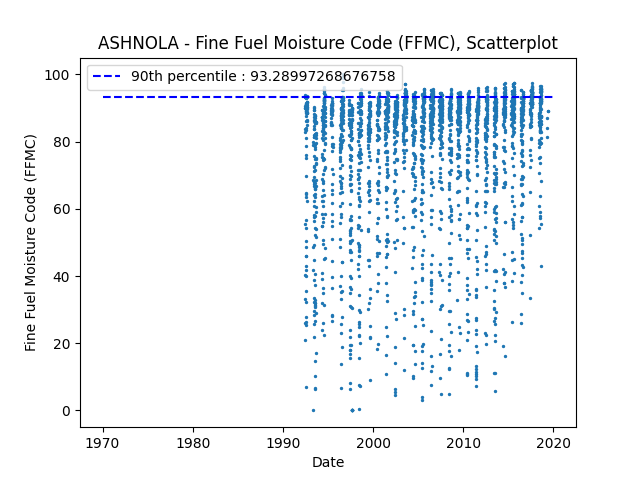 ASHNOLA - Fine Fuel Moisture Code (FFMC), Scatterplot
90th percentile : 93.28997268676758
100
80
60
40
20
0
Fine Fuel Moisture Code (FFMC)
1970 1980 1990 2000 2010 2020
Date